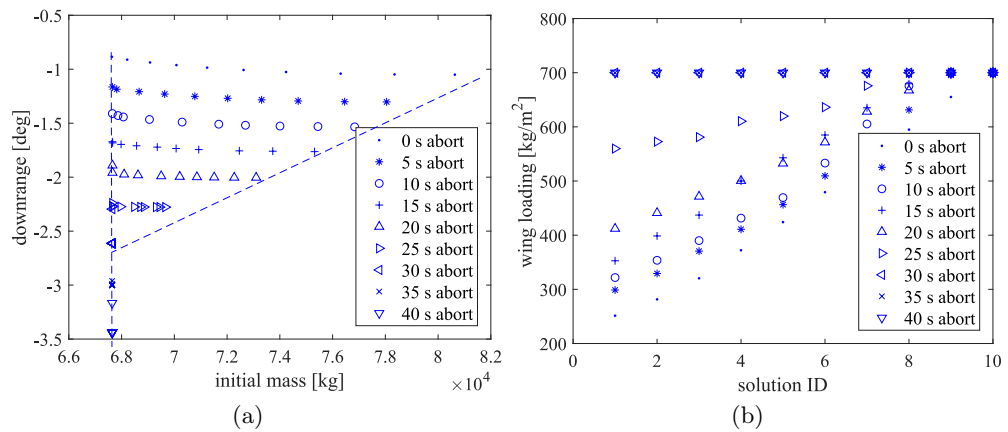 -0.5
-1
-1.5
-2
-2.5
-3
-3.5
downrange [deg]
6.6 6.8 7 7.2 7.4 7.6 7.8 8 8.2
×10⁴
initial mass [kg]
0 s abort
5 s abort
10 s abort
15 s abort
20 s abort
25 s abort
30 s abort
35 s abort
40 s abort
(a)
800
700
600
500
400
300
200
wing loading [kg/m²]
0 2 4 6 8 10
solution ID
0 s abort
5 s abort
10 s abort
15 s abort
20 s abort
25 s abort
30 s abort
35 s abort
40 s abort
(b)